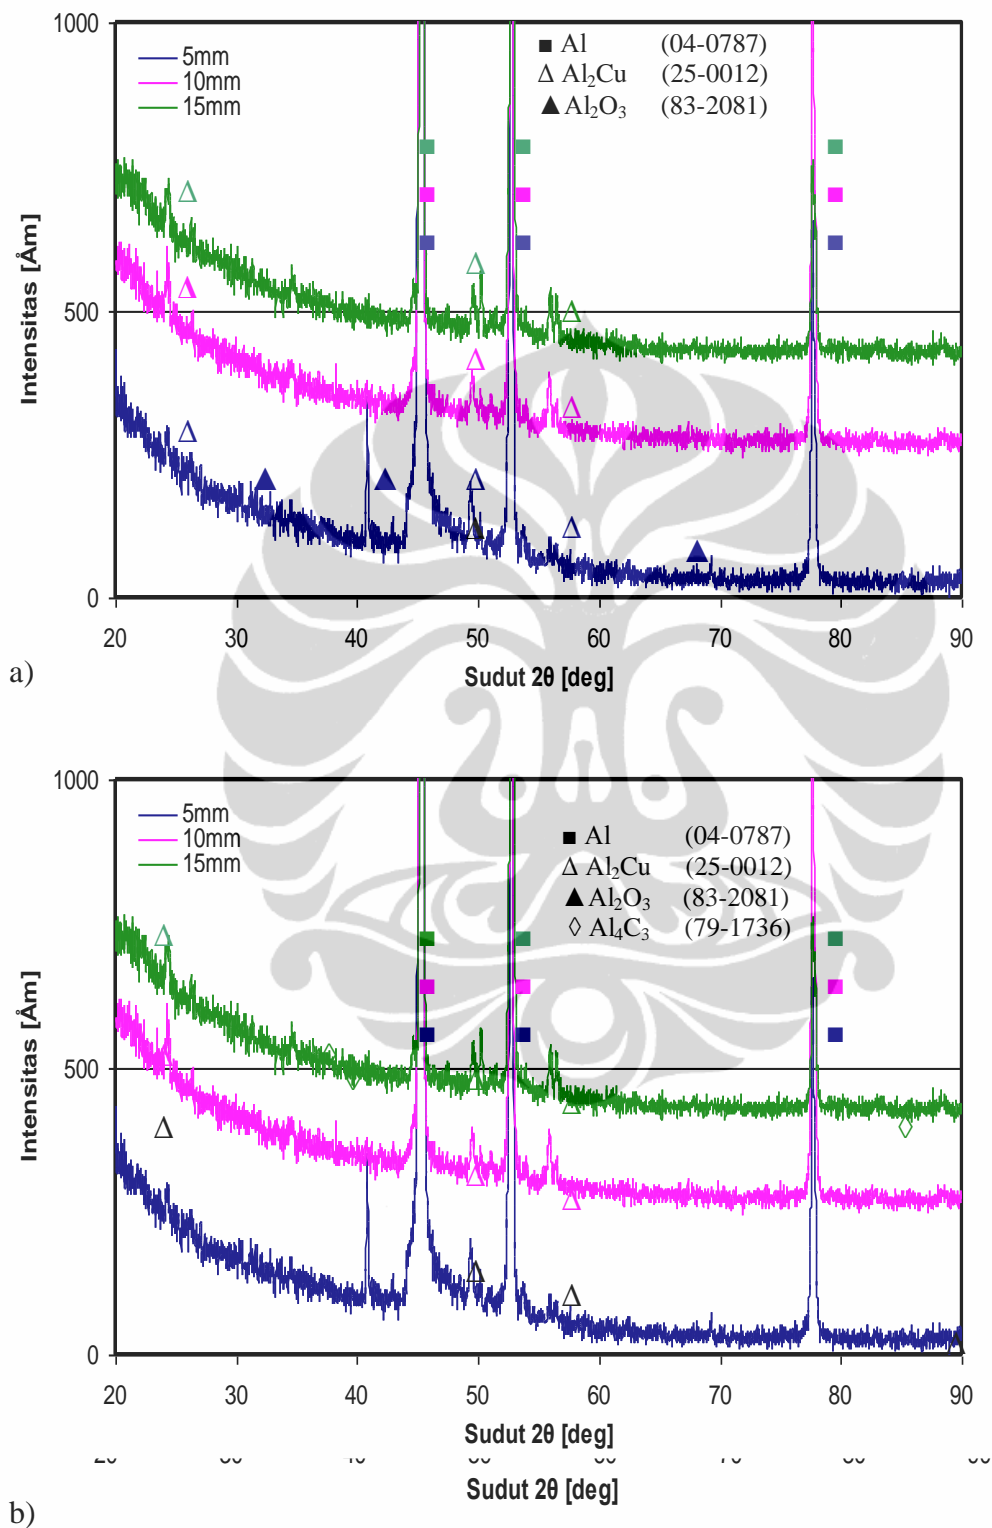 1000
5mm
10mm
15mm
■ Al (04-0787)
Δ Al₂Cu (25-0012)
▲ Al₂O₃ (83-2081)
Intensitas [Åm]
500
0
20 30 40 50 60 70 80 90
Sudut 2θ [deg]
a)
1000
5mm
10mm
15mm
■ Al (04-0787)
Δ Al₂Cu (25-0012)
▲ Al₂O₃ (83-2081)
◊ Al₄C₃ (79-1736)
Intensitas [Åm]
500
0
20 30 40 50 60 70 80 90
Sudut 2θ [deg]
Sudut 2θ [deg]
b)